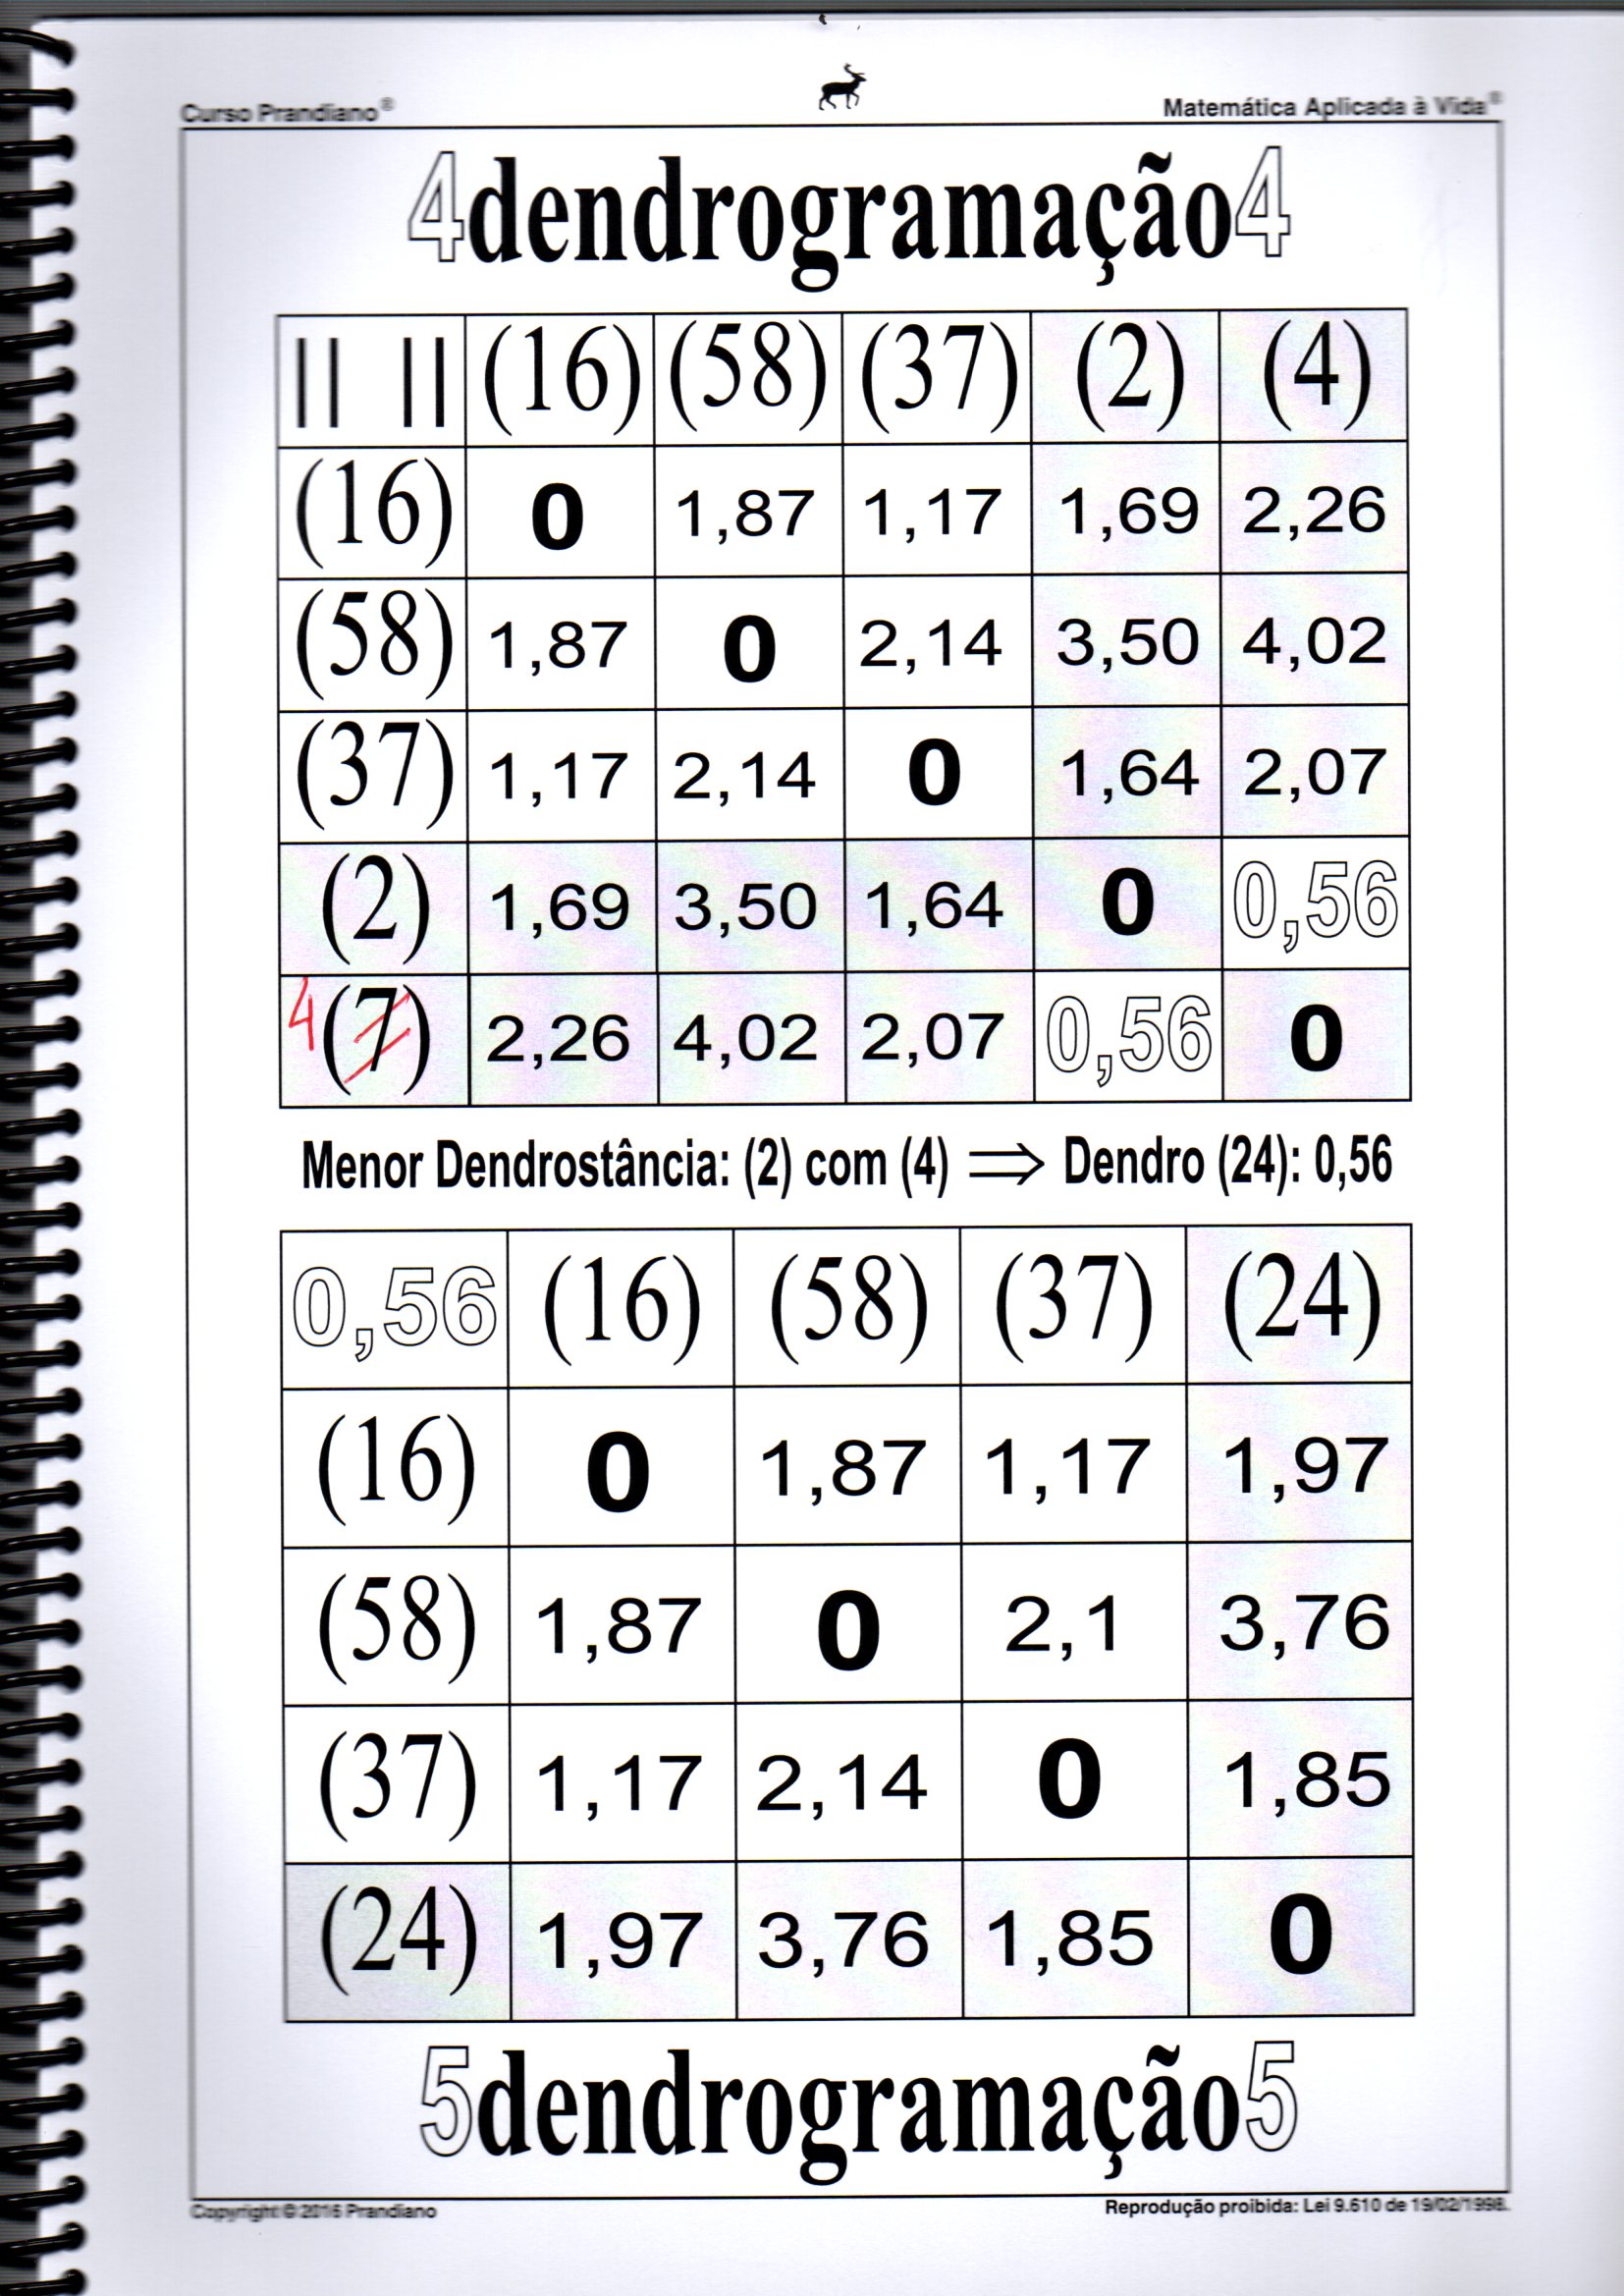 Curso Prandiano® Matemática Aplicada à Vida®
4dendrogramação4
|| || (16) (58) (37) (2) (4)
(16) 0 1,87 1,17 1,69 2,26
(58) 1,87 0 2,14 3,50 4,02
(37) 1,17 2,14 0 1,64 2,07
(2) 1,69 3,50 1,64 0 0,56
4 (7) 2,26 4,02 2,07 0,56 0
Menor Dendrostância: (2) com (4) ⇒ Dendro (24): 0,56
0,56 (16) (58) (37) (24)
(16) 0 1,87 1,17 1,97
(58) 1,87 0 2,1 3,76
(37) 1,17 2,14 0 1,85
(24) 1,97 3,76 1,85 0
5dendrogramação5
Copyright © 2016 Prandiano Reprodução proibida: Lei 9.610 de 19/02/1998.